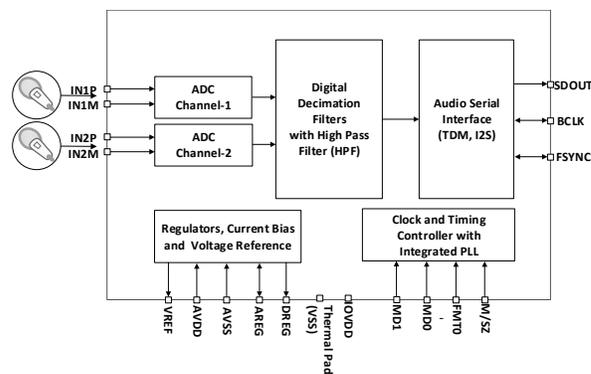 IN1P
IN1M
IN2P
IN2M
ADC
Channel-1
ADC
Channel-2
Digital
Decimation
Filters
with High Pass
Filter (HPF)
Audio Serial
Interface
(TDM, I2S)
SDOUT
BCLK
FSYNC
Regulators, Current Bias
and Voltage Reference
Clock and Timing
Controller with
Integrated PLL
VREF
AVDD
AVSS
AREG
DREG
Thermal Pad
(VSS)
IOVDD
MD1
MD0
-
FMT0
M/SZ